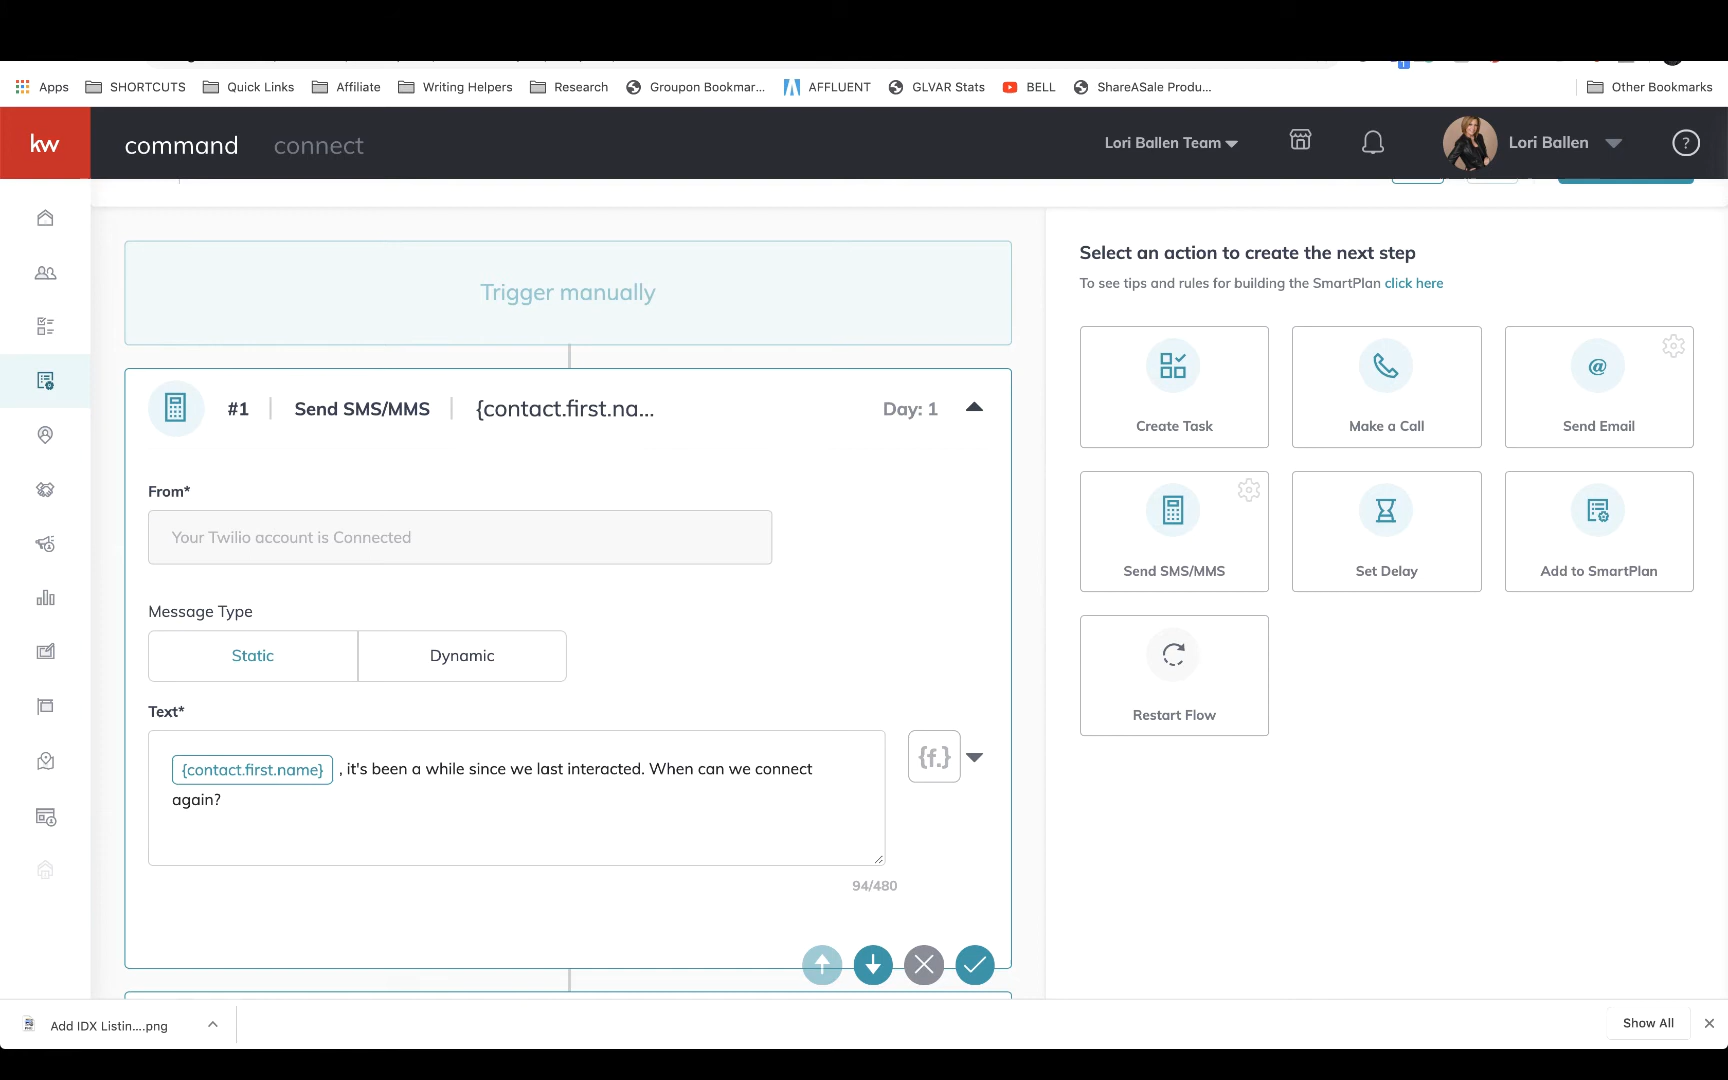 Apps
SHORTCUTS
Quick Links
Affiliate
Writing Helpers
Research
Groupon Bookmar...
AFFLUENT
GLVAR Stats
BELL
ShareASale Produ...
Other Bookmarks
kw
command
connect
Lori Ballen Team
Lori Ballen
?
Trigger manually
#1
Send SMS/MMS
{contact.first.na...
Day: 1
From*
Your Twilio account is Connected
Message Type
Static
Dynamic
Text*
{contact.first.name} , it's been a while since we last interacted. When can we connect
again?
{f.}
94/480
Select an action to create the next step
To see tips and rules for building the SmartPlan click here
Create Task
Make a Call
@
Send Email
Send SMS/MMS
Set Delay
Add to SmartPlan
Restart Flow
Add IDX Listin....png
Show All